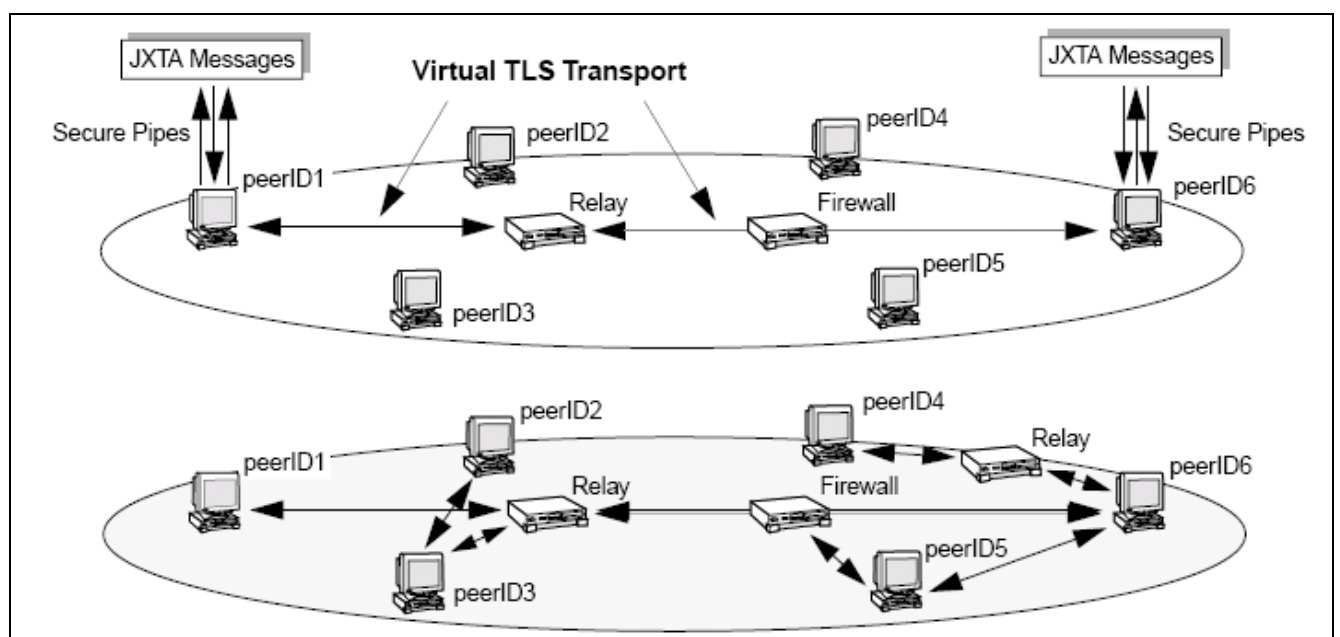 JXTA Messages
JXTA Messages
Virtual TLS Transport
Secure Pipes
Secure Pipes
peerID1
peerID2
peerID4
peerID6
Relay
Firewall
peerID3
peerID5
peerID1
peerID2
peerID4
Relay
peerID6
Relay
Firewall
peerID5
peerID3